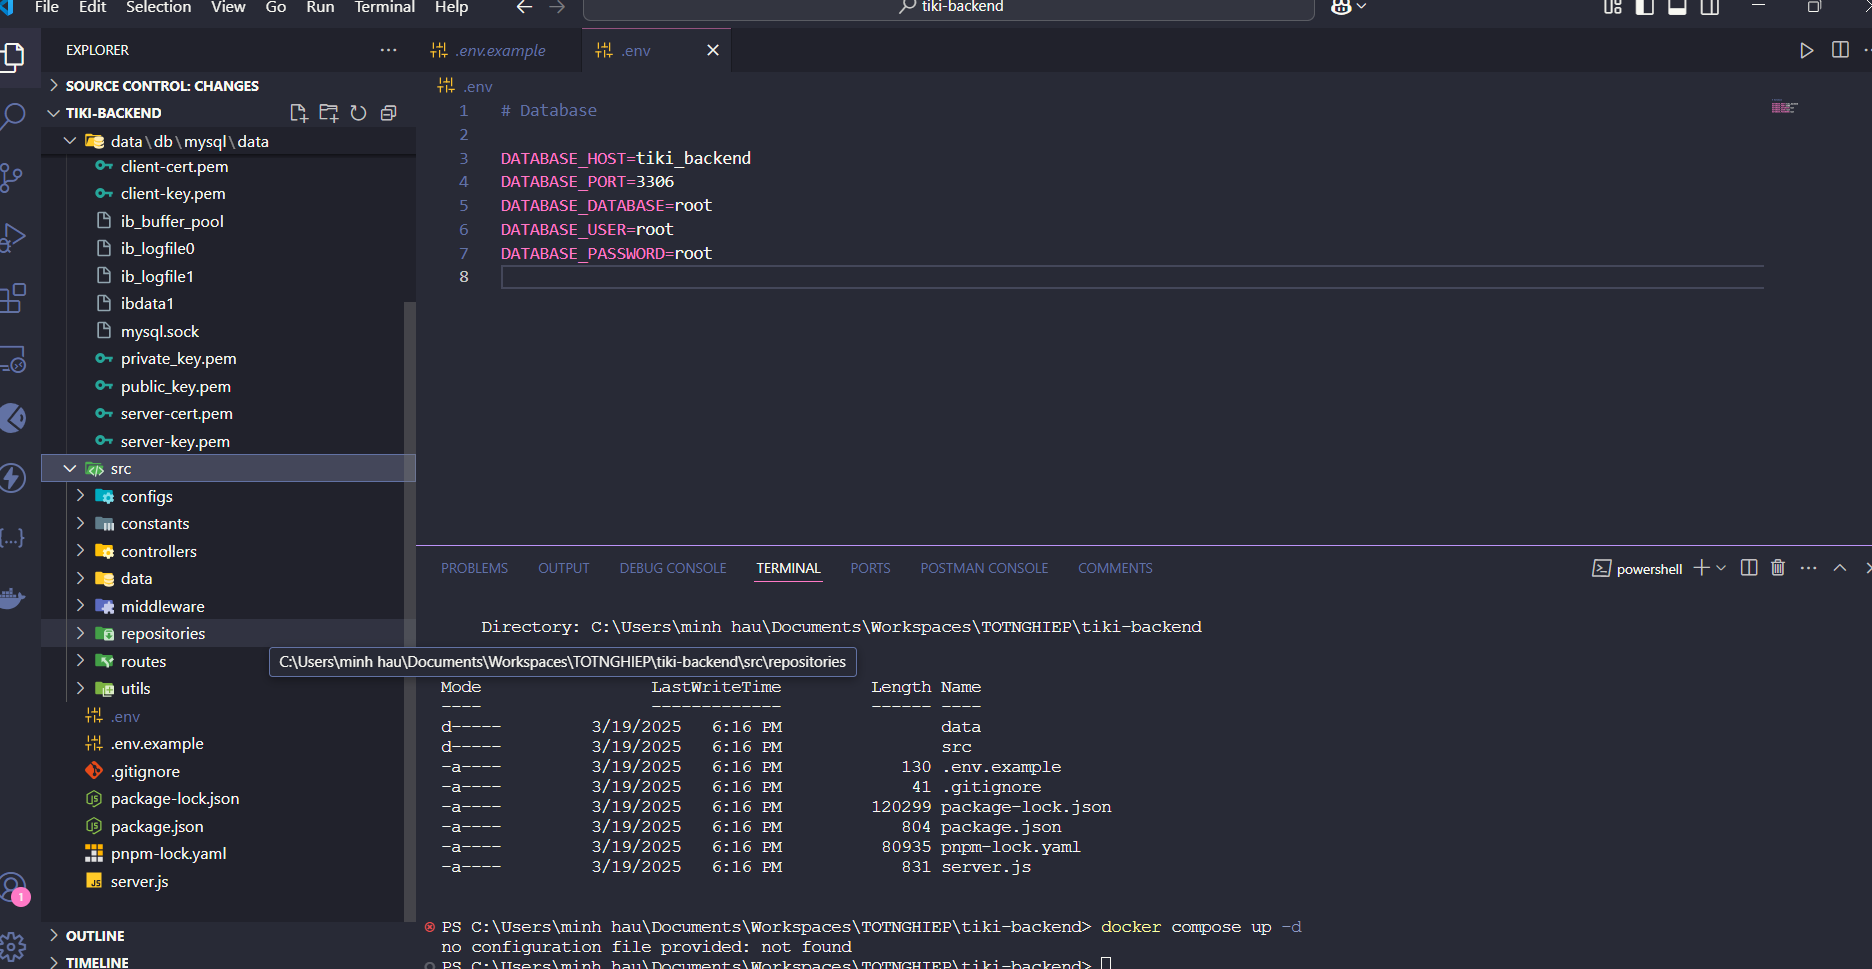 File Edit Selection View Go Run Terminal Help
tiki-backend
EXPLORER
.env.example
.env
SOURCE CONTROL: CHANGES
TIKI-BACKEND
data\db\mysql\data
client-cert.pem
client-key.pem
ib_buffer_pool
ib_logfile0
ib_logfile1
ibdata1
mysql.sock
private_key.pem
public_key.pem
server-cert.pem
server-key.pem
src
configs
constants
controllers
data
middleware
repositories
routes
utils
.env
.env.example
.gitignore
package-lock.json
package.json
pnpm-lock.yaml
server.js
OUTLINE
TIMELINE
1
.env
1 # Database
2
3 DATABASE_HOST=tiki_backend
4 DATABASE_PORT=3306
5 DATABASE_DATABASE=root
6 DATABASE_USER=root
7 DATABASE_PASSWORD=root
8
PROBLEMS OUTPUT DEBUG CONSOLE TERMINAL PORTS POSTMAN CONSOLE COMMENTS
powershell
Directory: C:\Users\minh hau\Documents\Workspaces\TOTNGHIEP\tiki-backend
C:\Users\minh hau\Documents\Workspaces\TOTNGHIEP\tiki-backend\src\repositories
Mode LastWriteTime Length Name
---- ------------- ------ ----
d----- 3/19/2025 6:16 PM data
d----- 3/19/2025 6:16 PM src
-a---- 3/19/2025 6:16 PM 130 .env.example
-a---- 3/19/2025 6:16 PM 41 .gitignore
-a---- 3/19/2025 6:16 PM 120299 package-lock.json
-a---- 3/19/2025 6:16 PM 804 package.json
-a---- 3/19/2025 6:16 PM 80935 pnpm-lock.yaml
-a---- 3/19/2025 6:16 PM 831 server.js
PS C:\Users\minh hau\Documents\Workspaces\TOTNGHIEP\tiki-backend> docker compose up -d
no configuration file provided: not found
PS C:\Users\minh hau\Documents\Workspaces\TOTNGHIEP\tiki-backend>